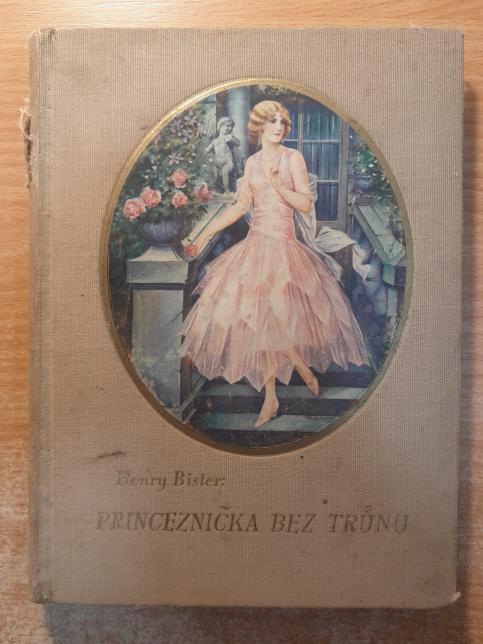 Henry Bister:
PRINCEZNIČKA BEZ TRŮNU